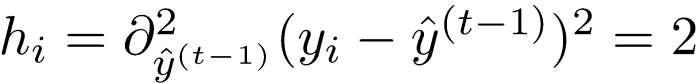 $h_i = \partial^2_{\hat{y}^{(t-1)}} (y_i - \hat{y}^{(t-1)})^2 = 2$